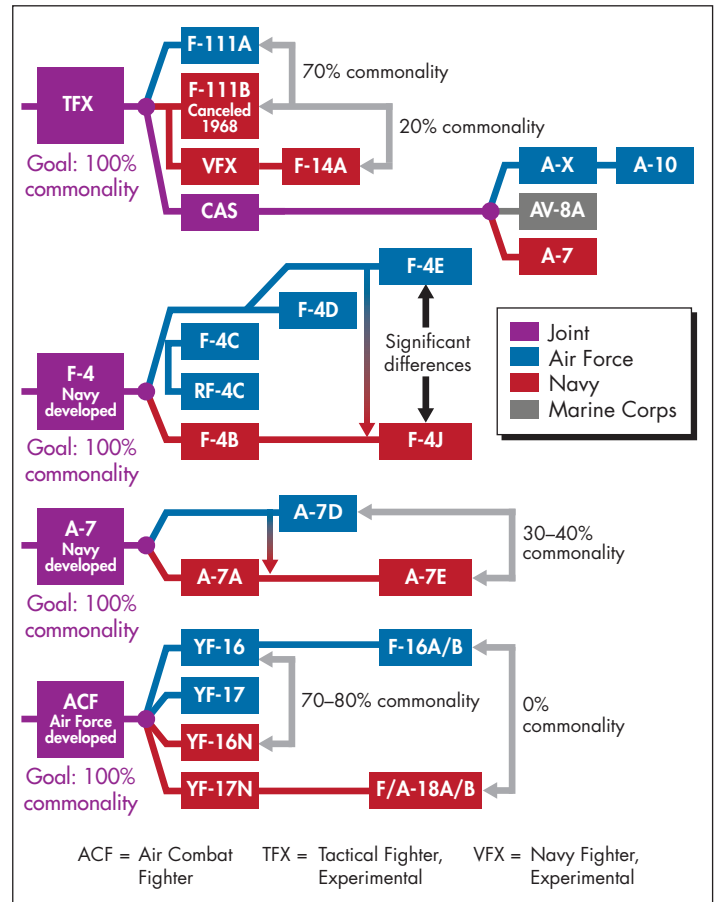 F-111A
70% commonality
TFX
F-111B
Canceled
1968
Goal: 100%
commonality
20% commonality
VFX
F-14A
CAS
A-X
A-10
AV-8A
A-7
F-4E
F-4D
F-4C
Significant
differences
RF-4C
F-4
Navy
developed
F-4B
F-4J
Goal: 100%
commonality
Joint
Air Force
Navy
Marine Corps
A-7D
A-7
Navy
developed
30–40%
commonality
A-7A
A-7E
Goal: 100%
commonality
YF-16
F-16A/B
YF-17
70–80% commonality
0%
commonality
ACF
Air Force
developed
YF-16N
Goal: 100%
commonality
YF-17N
F/A-18A/B
ACF = Air Combat
Fighter
TFX = Tactical Fighter,
Experimental
VFX = Navy Fighter,
Experimental